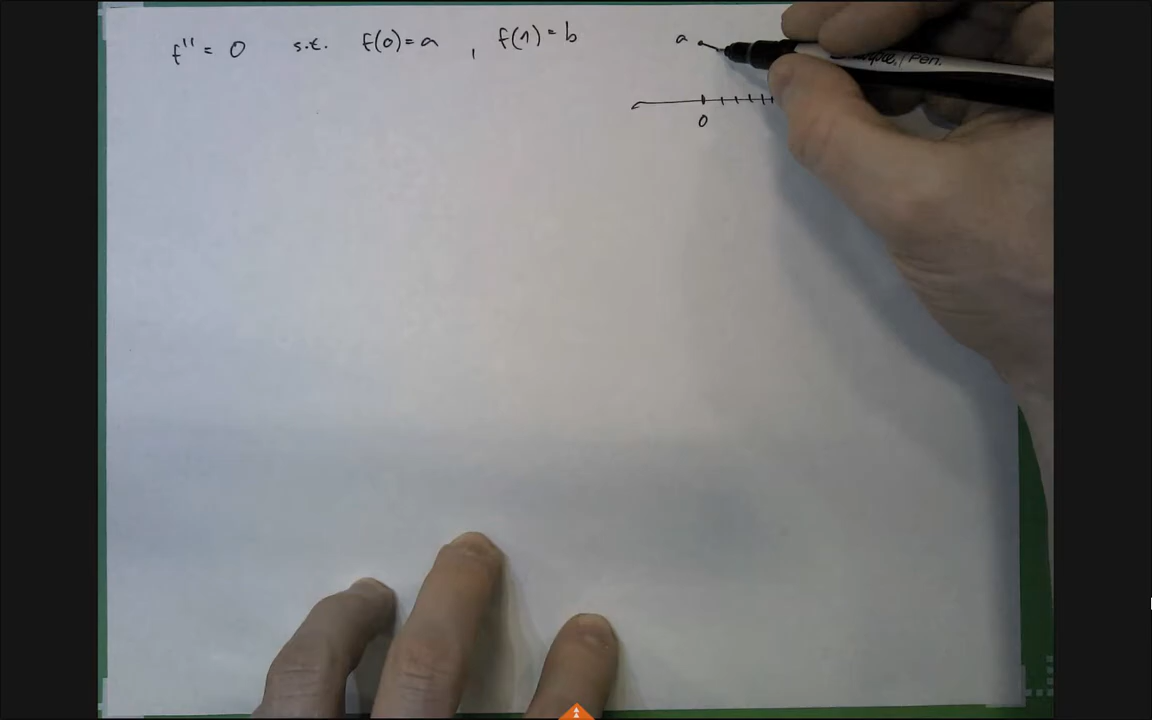 f'' = 0 s.t. f(0) = a , f(1) = b a
0